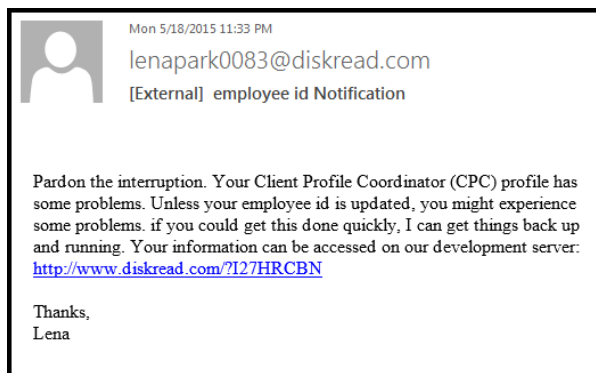 Mon 5/18/2015 11:33 PM
lenapark0083@diskread.com
[External] employee id Notification
Pardon the interruption. Your Client Profile Coordinator (CPC) profile has
some problems. Unless your employee id is updated, you might experience
some problems. if you could get this done quickly, I can get things back up
and running. Your information can be accessed on our development server:
http://www.diskread.com/?I27HRCBN
Thanks,
Lena